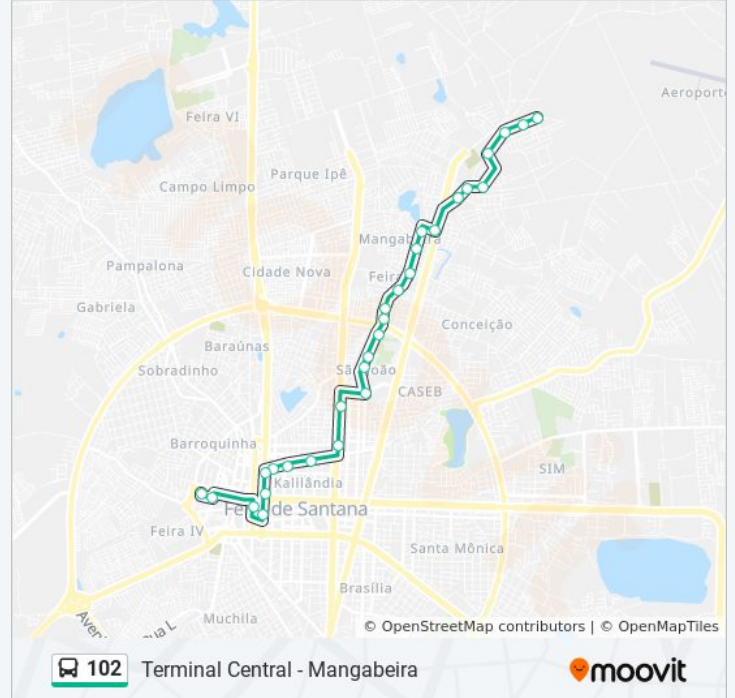 Aeroporto
Feira VI
Parque Ipê
Campo Limpo
Mangabeira
Pampalona
Cidade Nova
Feira
Gabriela
Conceição
Baraúnas
Sobradinho
São João
CASEB
Barroquinha
SIM
Kalilândia
Feira de Santana
Feira IV
Santa Mônica
Brasília
Muchila
© OpenStreetMap contributors | © OpenMapTiles
102 Terminal Central - Mangabeira
moovit